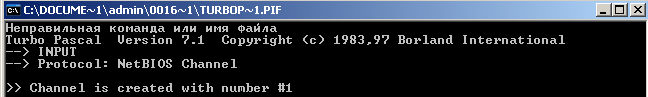 C:\DOCUME~1\admin\0016~1\TURBOP~1.PIF
Неправильная команда или имя файла
Turbo Pascal  Version 7.1  Copyright (c) 1983,97 Borland International
--> INPUT
--> Protocol: NetBIOS Channel
>> Channel is created with number #1